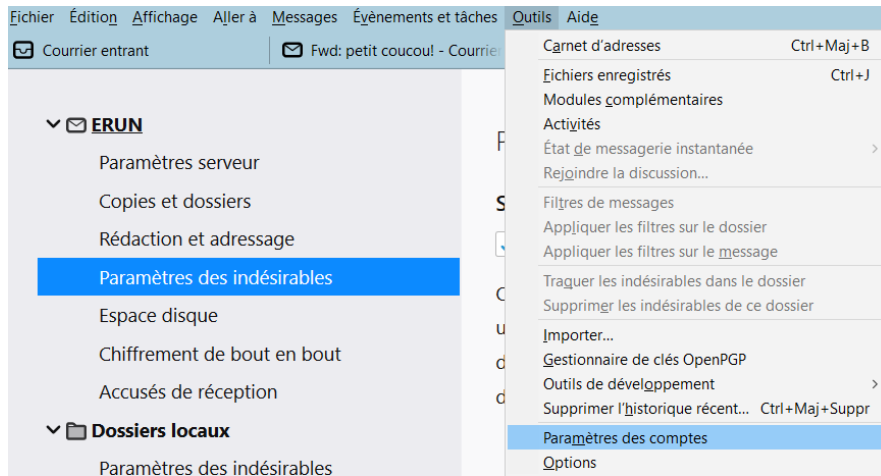 Fichier Édition Affichage Aller à Messages Évènements et tâches Outils Aide
Courrier entrant
Fwd: petit coucou! - Courrie
ERUN
Paramètres serveur
Copies et dossiers
Rédaction et adressage
Paramètres des indésirables
Espace disque
Chiffrement de bout en bout
Accusés de réception
Dossiers locaux
Paramètres des indésirables
Carnet d'adresses Ctrl+Maj+B
Fichiers enregistrés Ctrl+J
Modules complémentaires
Activités
État de messagerie instantanée
Rejoindre la discussion...
Filtres de messages
Appliquer les filtres sur le dossier
Appliquer les filtres sur le message
Traquer les indésirables dans le dossier
Supprimer les indésirables de ce dossier
Importer...
Gestionnaire de clés OpenPGP
Outils de développement
Supprimer l'historique récent... Ctrl+Maj+Suppr
Paramètres des comptes
Options